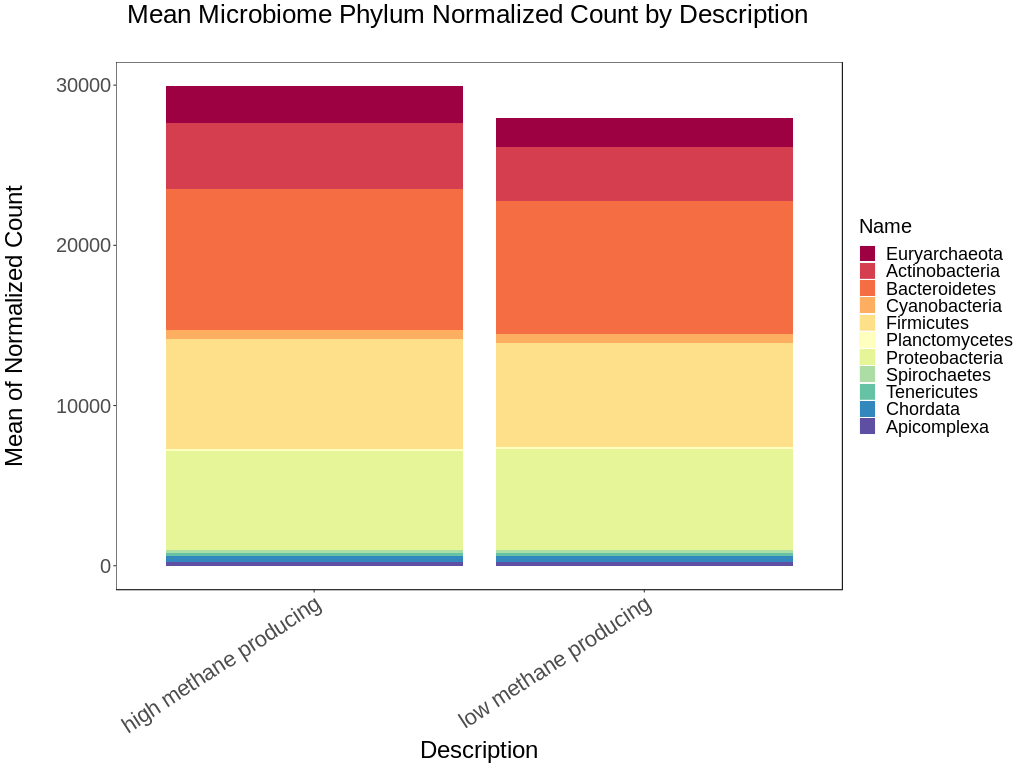 Mean Microbiome Phylum Normalized Count by Description
Mean of Normalized Count
30000
20000
10000
0
high methane producing
low methane producing
Description
Name
Euryarchaeota
Actinobacteria
Bacteroidetes
Cyanobacteria
Firmicutes
Planctomycetes
Proteobacteria
Spirochaetes
Tenericutes
Chordata
Apicomplexa